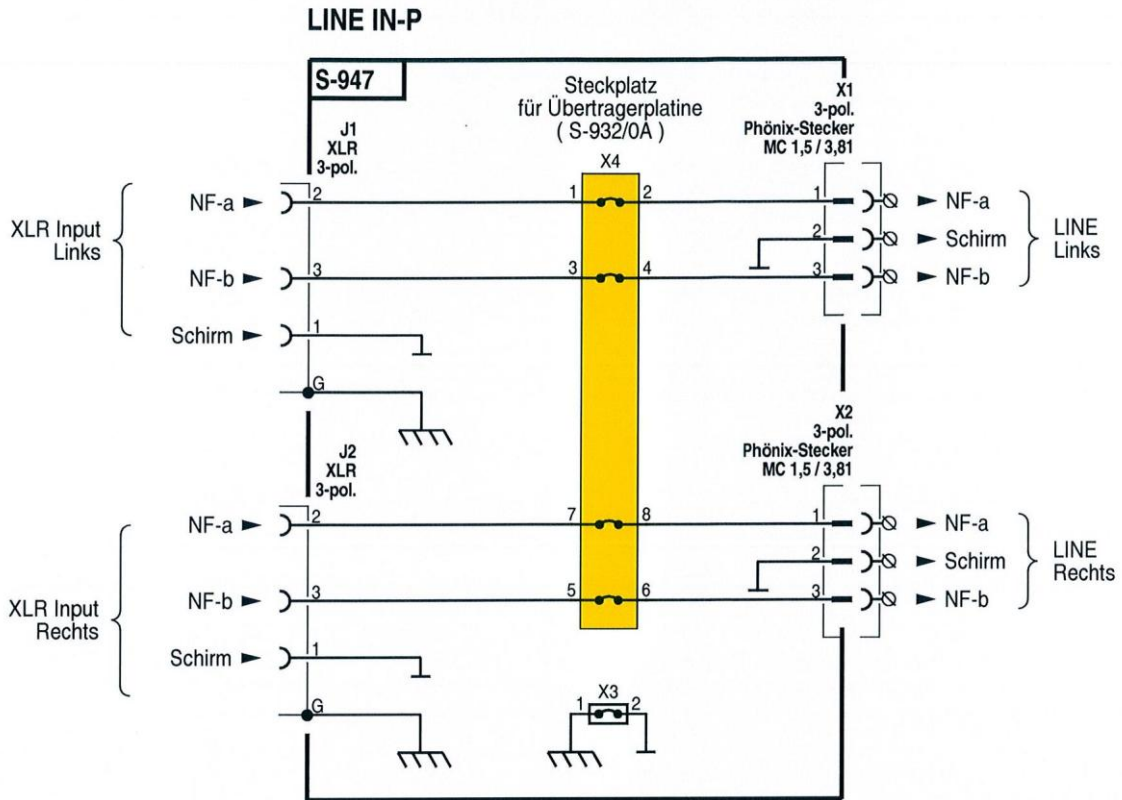 LINE IN-P
S-947
Steckplatz
für Übertragerplatine
( S-932/0A )
X4
J1
XLR
3-pol.
X1
3-pol.
Phönix-Stecker
MC 1,5 / 3,81
XLR Input
Links
NF-a
2
1
2
1
NF-a
2
Schirm
NF-b
3
3
4
3
NF-b
LINE
Links
Schirm
1
G
J2
XLR
3-pol.
X2
3-pol.
Phönix-Stecker
MC 1,5 / 3,81
XLR Input
Rechts
NF-a
2
7
8
1
NF-a
2
Schirm
NF-b
3
5
6
3
NF-b
LINE
Rechts
Schirm
1
G
X3
1
2